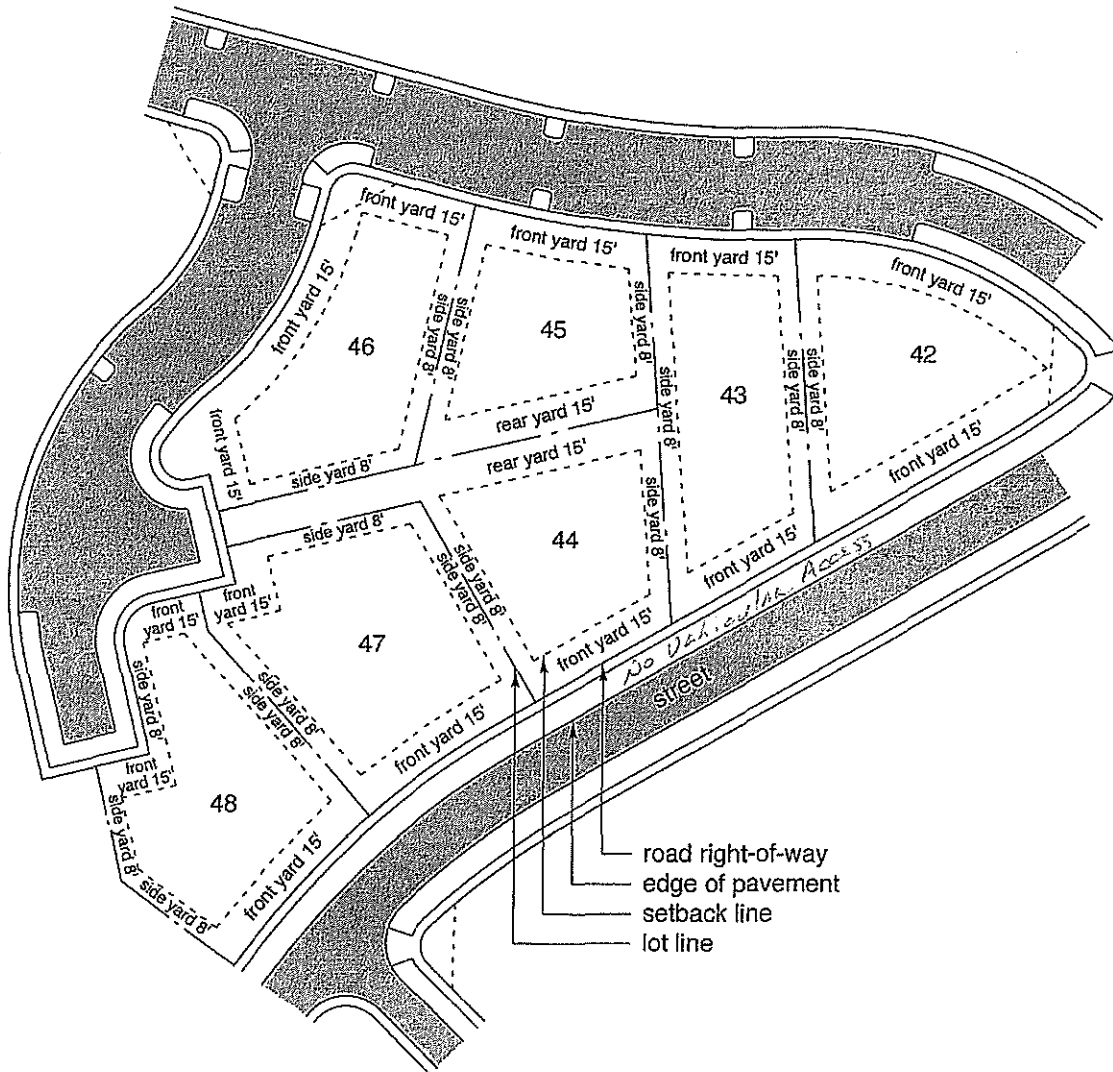 front yard 15'
front yard 15'
front yard 15'
front yard 15'
front yard 15'
front yard 15'
side yard 8'
side yard 8'
side yard 8'
46
45
43
42
side yard 8'
side yard 8'
side yard 8'
rear yard 15'
rear yard 15'
front yard 15'
side yard 8'
side yard 8'
side yard 8'
44
front yard 15'
front yard 15'
side yard 8'
side yard 8'
front
yard 15'
front
yard 15'
47
front yard 15'
No Vehicular Access
street
side yard 8'
side yard 8'
side yard 8'
front yard 15'
front
yard 15'
48
side yard 8'
side yard 8'
front yard 15'
road right-of-way
edge of pavement
setback line
lot line